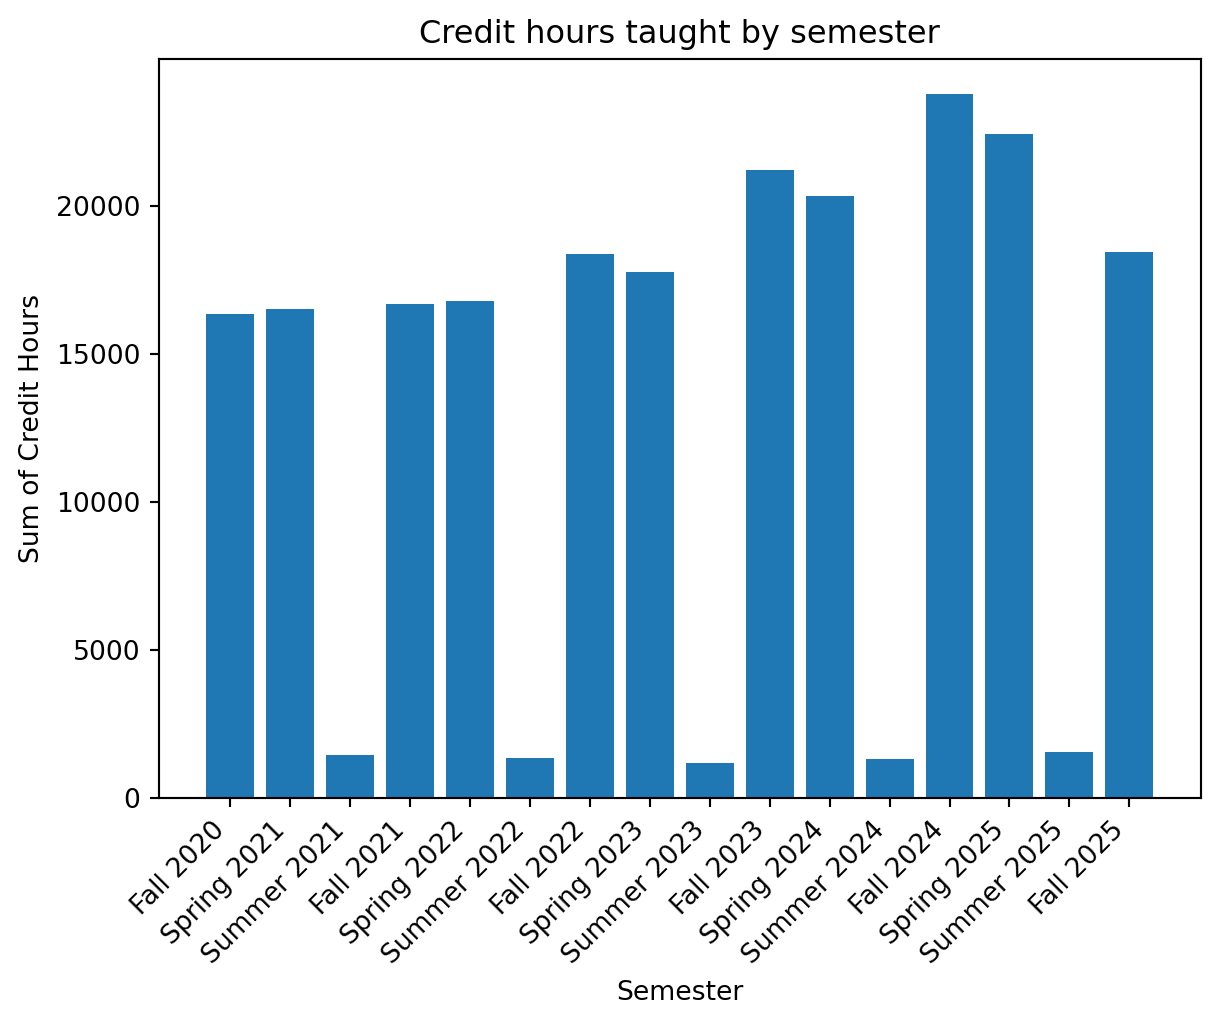 Credit hours taught by semester
Sum of Credit Hours
20000
15000
10000
5000
0
Fall 2020
Spring 2021
Summer 2021
Fall 2021
Spring 2022
Summer 2022
Fall 2022
Spring 2023
Summer 2023
Fall 2023
Spring 2024
Summer 2024
Fall 2024
Spring 2025
Summer 2025
Fall 2025
Semester